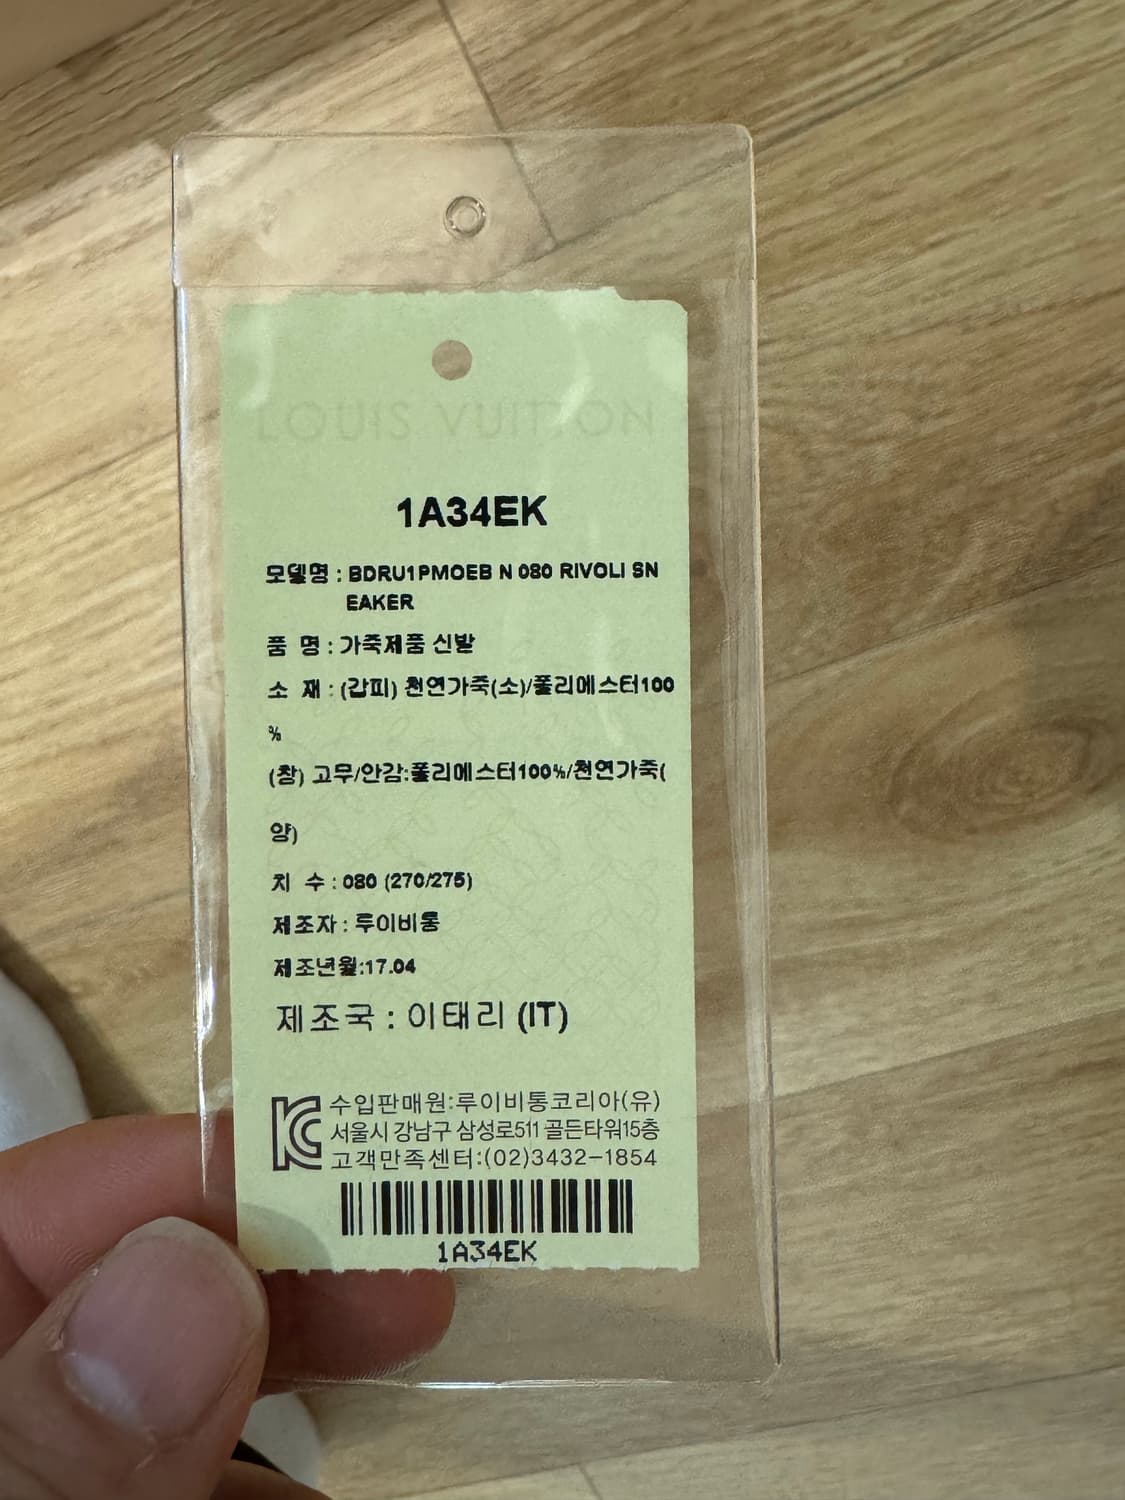 LOUIS VUITTON
1A34EK
모델명 : BDRU1PMOEB N 080 RIVOLI SN
EAKER
품 명 : 가죽제품 신발
소 재 : (갑피) 천연가죽(소)/폴리에스터100
%
(창) 고무/안감:폴리에스터100%/천연가죽(
양)
치 수 : 080 (270/275)
제조자 : 루이비통
제조년월:17.04
제조국 : 이태리 (IT)
수입판매원:루이비통코리아(유)
서울시 강남구 삼성로511 골든타워15층
고객만족센터:(02)3432-1854
1A34EK